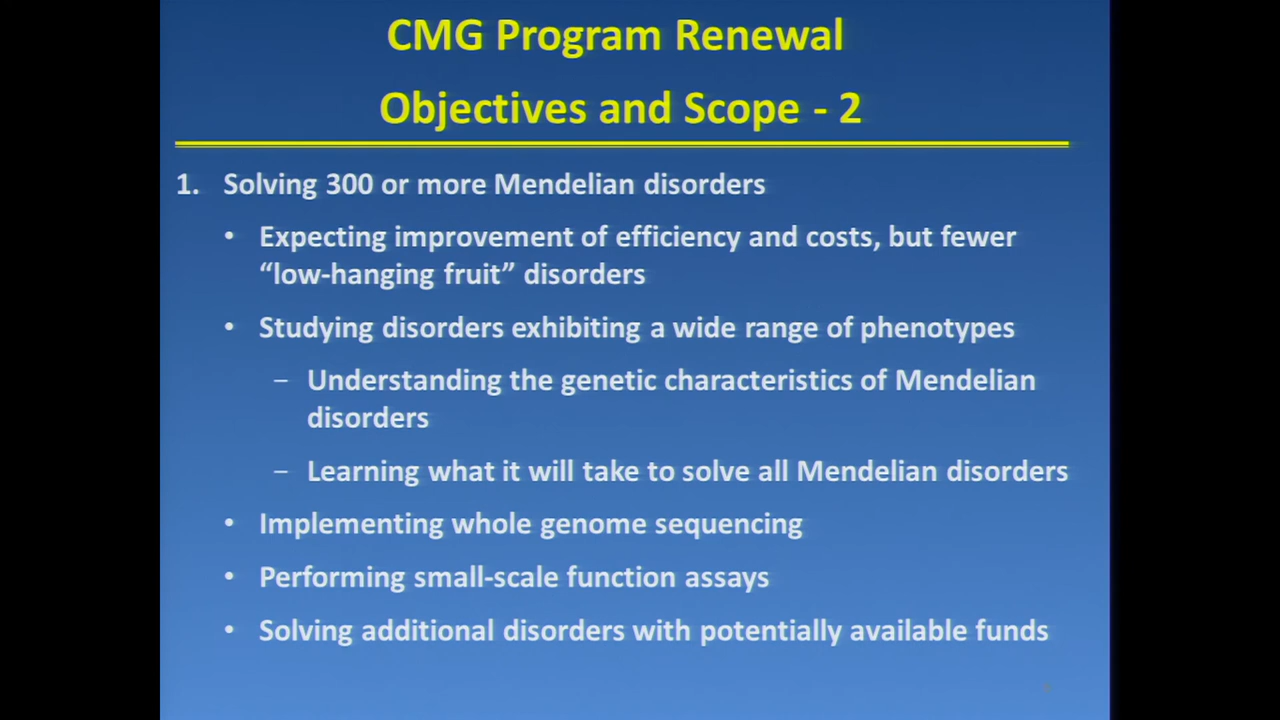 CMG Program Renewal
Objectives and Scope - 2
1. Solving 300 or more Mendelian disorders
• Expecting improvement of efficiency and costs, but fewer
“low-hanging fruit” disorders
• Studying disorders exhibiting a wide range of phenotypes
– Understanding the genetic characteristics of Mendelian
disorders
– Learning what it will take to solve all Mendelian disorders
• Implementing whole genome sequencing
• Performing small-scale function assays
• Solving additional disorders with potentially available funds